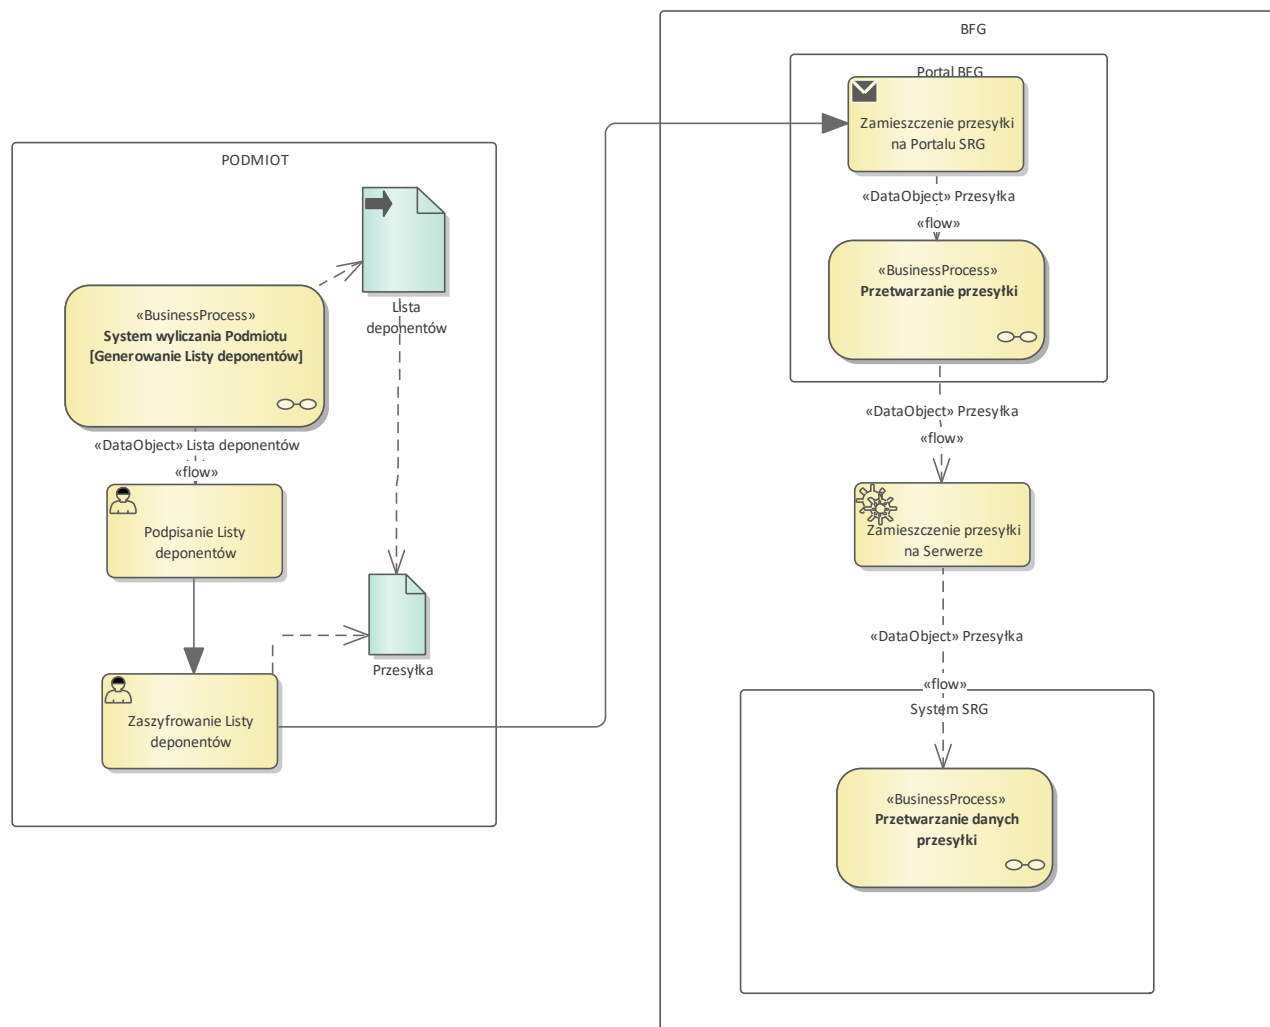 PODMIOT
Lista
deponentów
«BusinessProcess»
System wyliczania Podmiotu
[Generowanie Listy deponentów]
«DataObject» Lista deponentów
«flow»
Podpisanie Listy
deponentów
Przesyłka
Zaszyfrowanie Listy
deponentów
BFG
Portal BFG
Zamieszczenie przesyłki
na Portalu SRG
«DataObject» Przesyłka
«flow»
«BusinessProcess»
Przetwarzanie przesyłki
«DataObject» Przesyłka
«flow»
Zamieszczenie przesyłki
na Serwerze
«DataObject» Przesyłka
«flow»
System SRG
«BusinessProcess»
Przetwarzanie danych
przesyłki